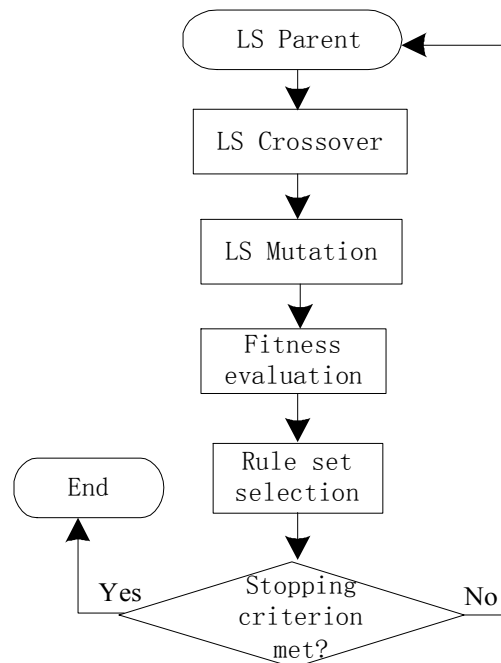 LS Parent
LS Crossover
LS Mutation
Fitness
evaluation
Rule set
selection
End
Yes
Stopping
criterion
met?
No